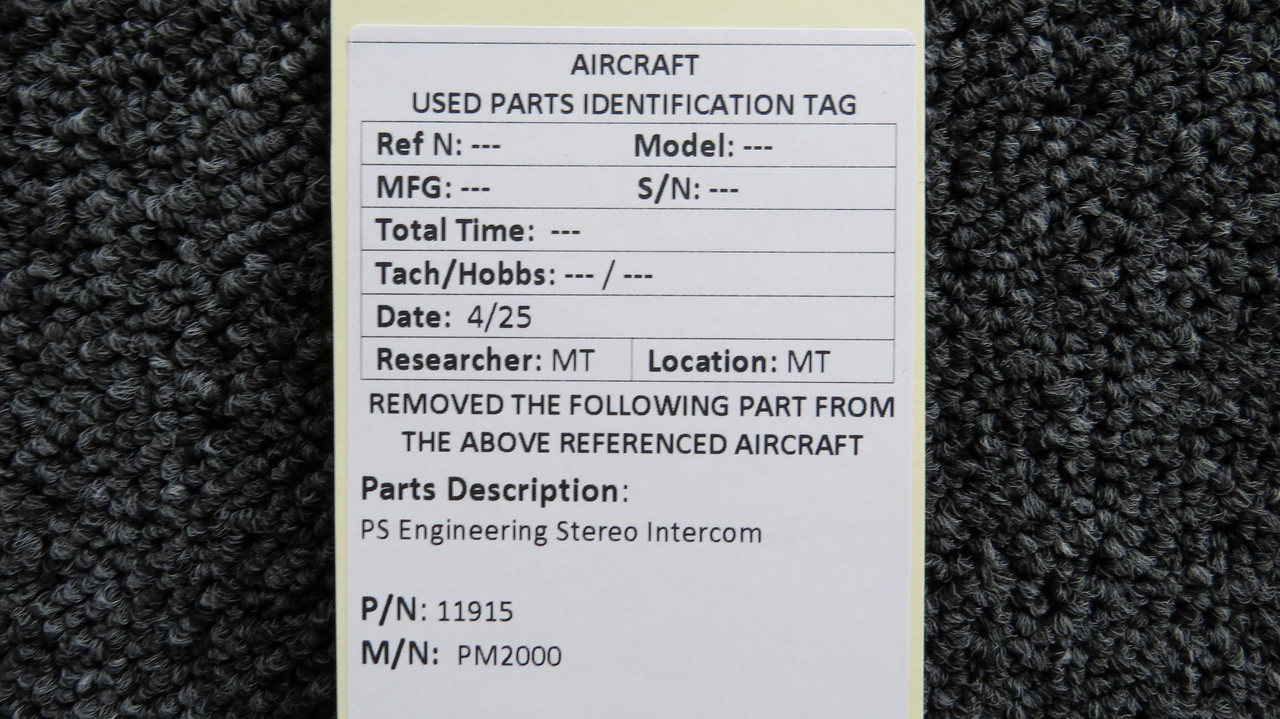 AIRCRAFT
USED PARTS IDENTIFICATION TAG
Ref N: --- Model: ---
MFG: --- S/N: ---
Total Time: ---
Tach/Hobbs: --- / ---
Date: 4/25
Researcher: MT Location: MT
REMOVED THE FOLLOWING PART FROM
THE ABOVE REFERENCED AIRCRAFT
Parts Description:
PS Engineering Stereo Intercom
P/N: 11915
M/N: PM2000